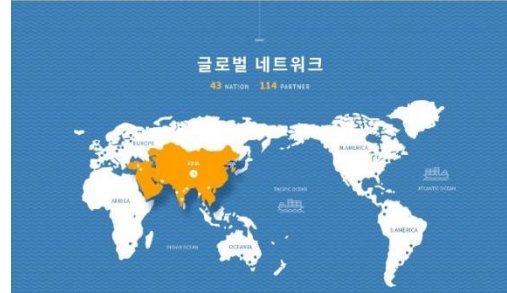 글로벌 네트워크
43 NATION 114 PARTNER
EUROPE
ASIA
N.AMERICA
PACIFIC OCEAN
ATLANTIC OCEAN
AFRICA
INDIAN OCEAN
OCEANIA
S.AMERICA